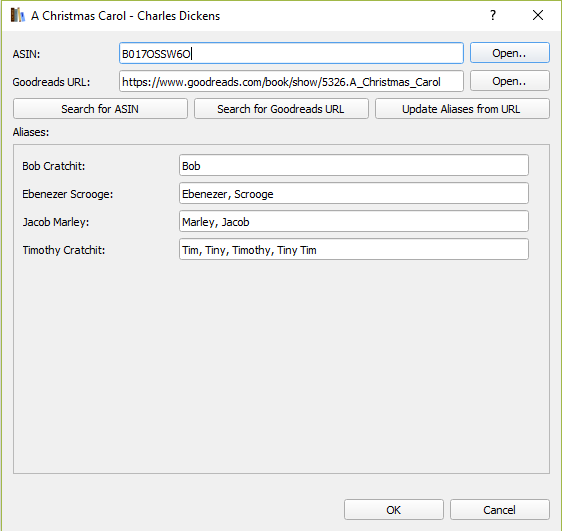 A Christmas Carol - Charles Dickens ?
ASIN: B017OSSW6O Open..
Goodreads URL: https://www.goodreads.com/book/show/5326.A_Christmas_Carol Open..
Search for ASIN Search for Goodreads URL Update Aliases from URL
Aliases:
Bob Cratchit: Bob
Ebenezer Scrooge: Ebenezer, Scrooge
Jacob Marley: Marley, Jacob
Timothy Cratchit: Tim, Tiny, Timothy, Tiny Tim
OK Cancel